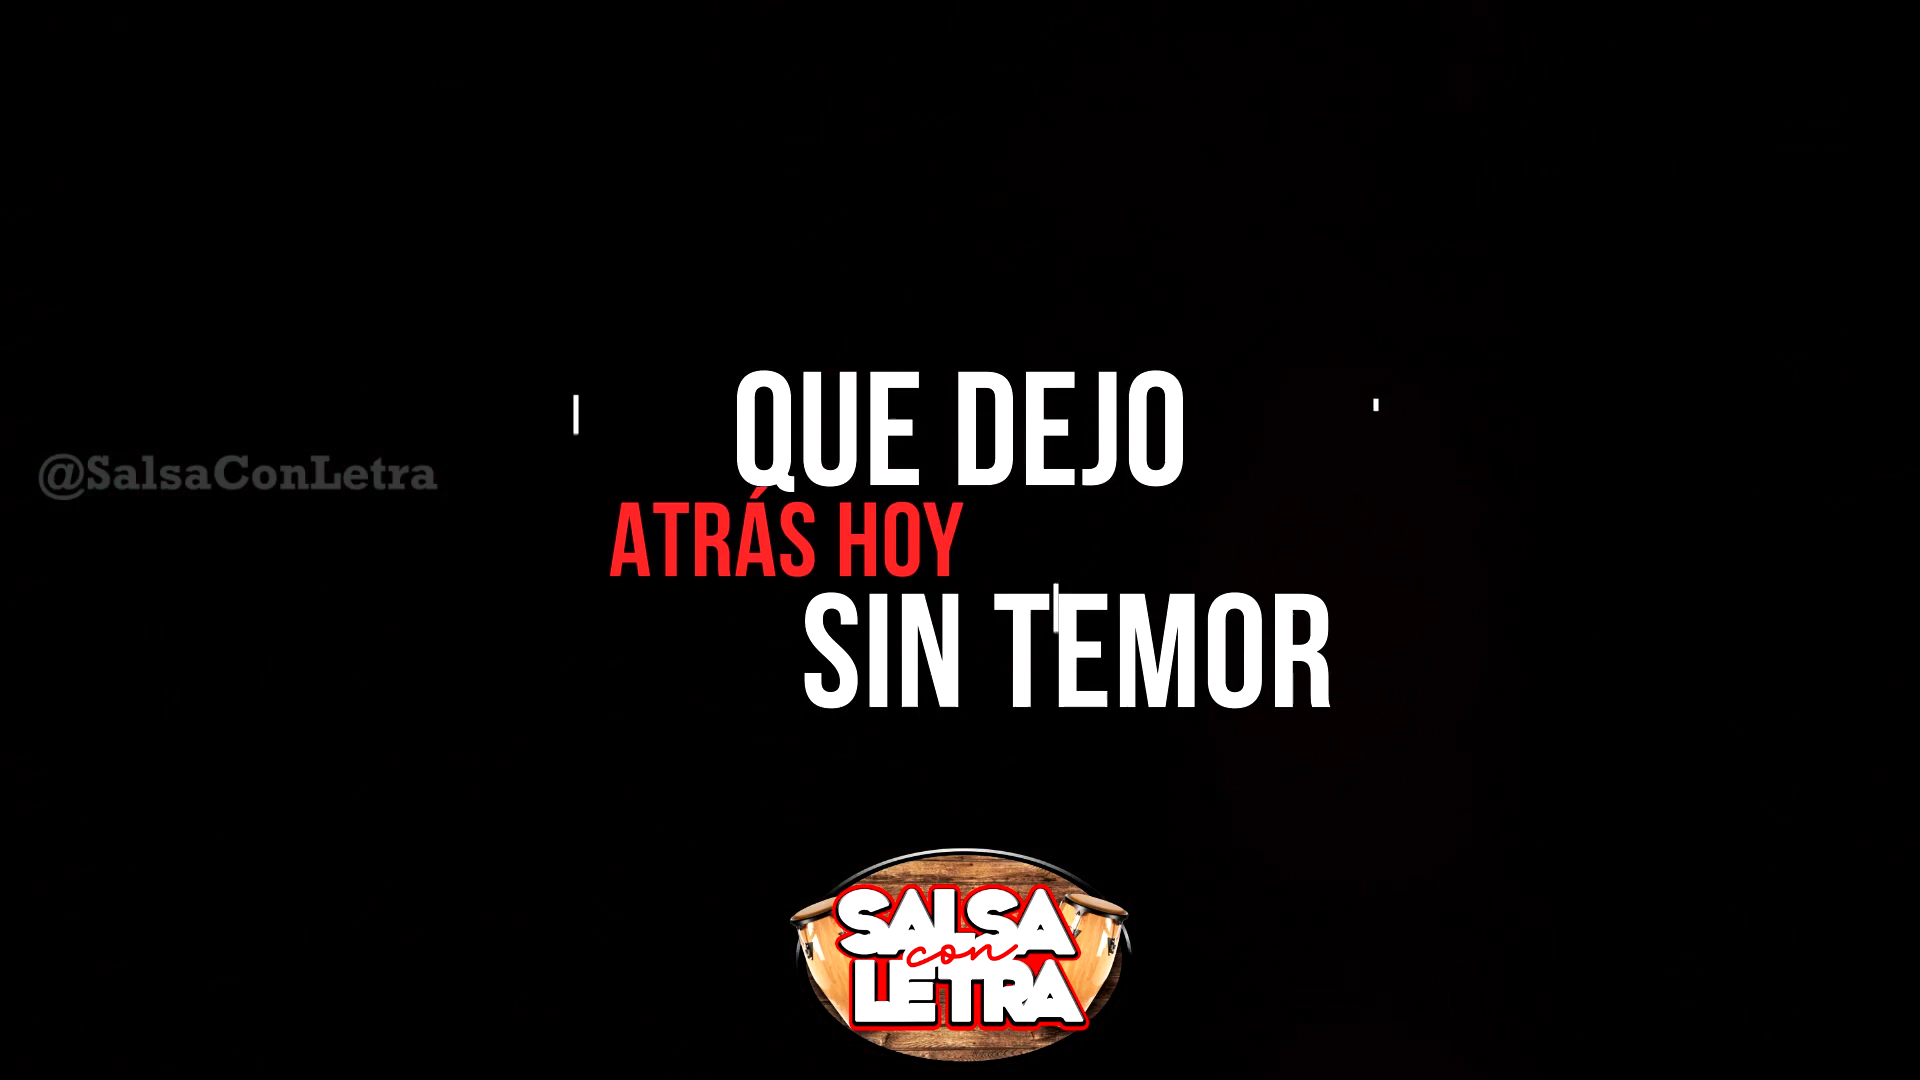 QUE DEJO
@SalsaConLetra
ATRÁS HOY
SIN TEMOR
SALSA
con
LETRA